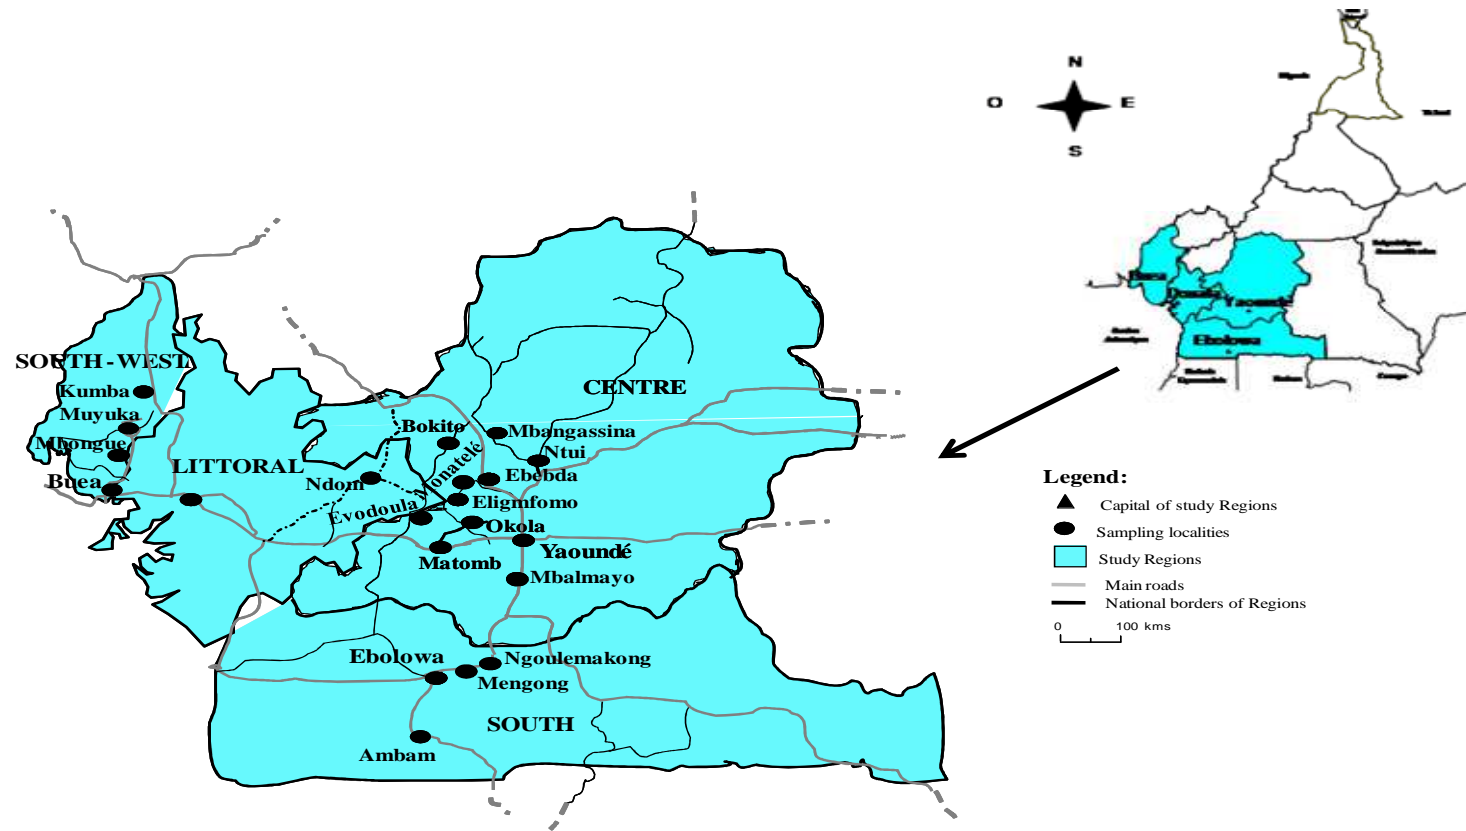 N
O
E
S
Buea
Douala
Yaoundé
Ebolowa
SOUTH-WEST
Kumba
Muyuka
Mbongue
Buea
LITTORAL
CENTRE
Bokito
Mbangassina
Ntui
Monatelé
Ebebda
Ndom
Eligmfomo
Evodoula
Okola
Yaoundé
Matomb
Mbalmayo
Ebolowa
Ngoulemakong
Mengong
SOUTH
Ambam
Legend:
Capital of study Regions
Sampling localities
Study Regions
Main roads
National borders of Regions
0 100 kms